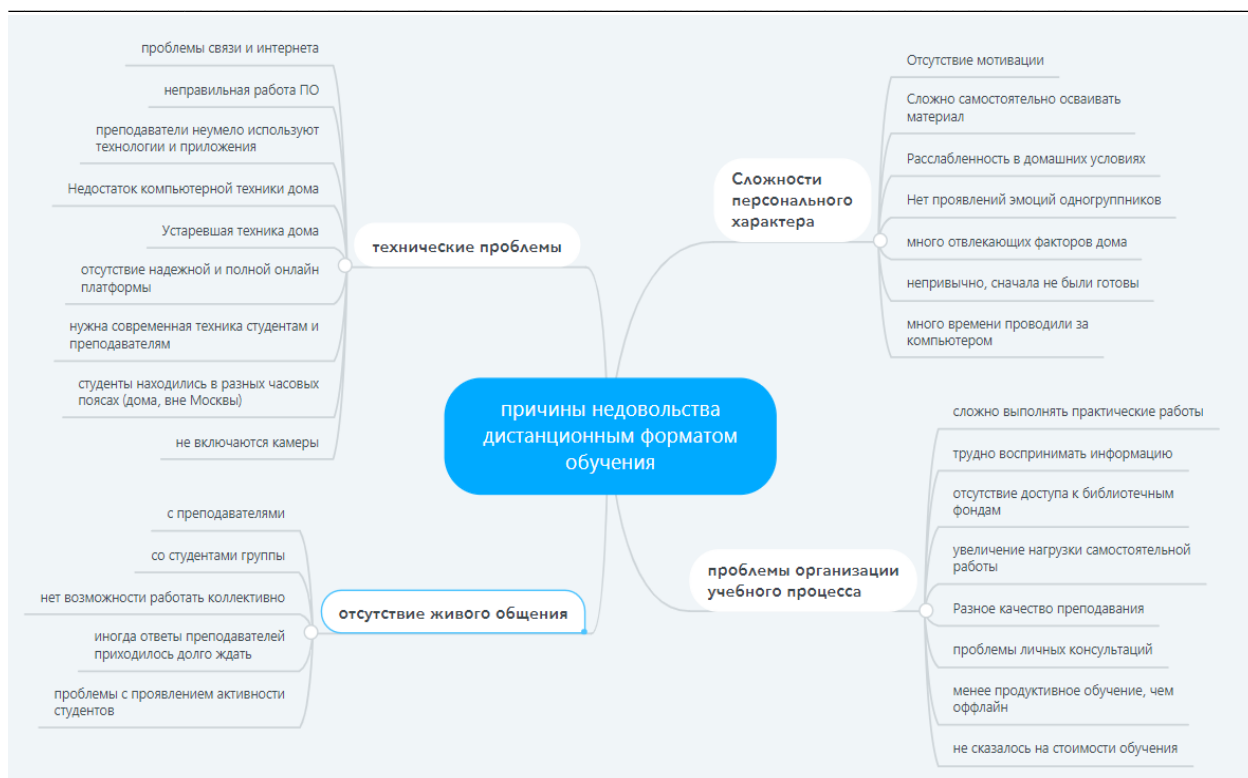 проблемы связи и интернета
неправильная работа ПО
преподаватели неумело используют
технологии и приложения
Недостаток компьютерной техники дома
Устаревшая техника дома
отсутствие надежной и полной онлайн
платформы
нужна современная техника студентам и
преподавателям
студенты находились в разных часовых
поясах (дома, вне Москвы)
не включаются камеры
технические проблемы
Отсутствие мотивации
Сложно самостоятельно осваивать
материал
Расслабленность в домашних условиях
Нет проявлений эмоций одногруппников
много отвлекающих факторов дома
непривычно, сначала не были готовы
много времени проводили за
компьютером
Сложности
персонального
характера
причины недовольства
дистанционным форматом
обучения
с преподавателями
со студентами группы
нет возможности работать коллективно
иногда ответы преподавателей
приходилось долго ждать
проблемы с проявлением активности
студентов
отсутствие живого общения
сложно выполнять практические работы
трудно воспринимать информацию
отсутствие доступа к библиотечным
фондам
увеличение нагрузки самостоятельной
работы
Разное качество преподавания
проблемы личных консультаций
менее продуктивное обучение, чем
оффлайн
не сказалось на стоимости обучения
проблемы организации
учебного процесса